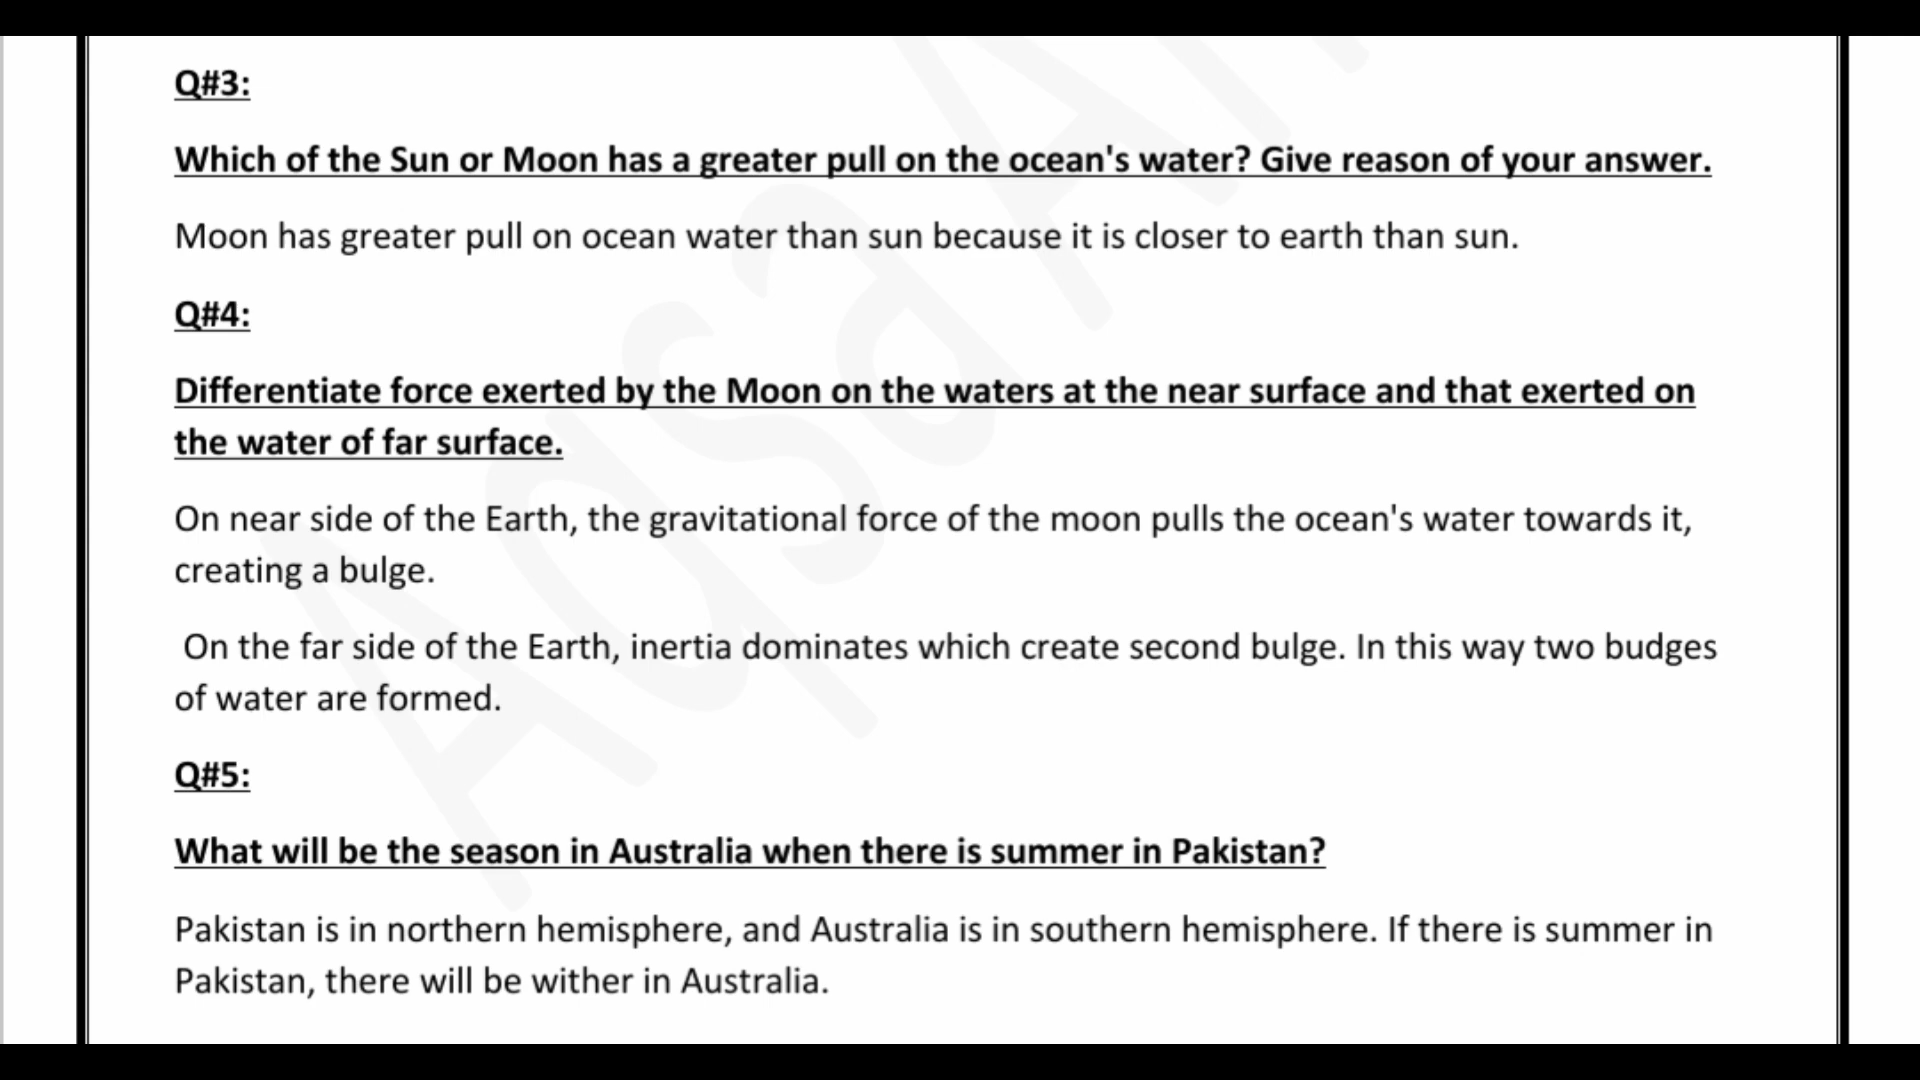 Q#3:
Which of the Sun or Moon has a greater pull on the ocean's water? Give reason of your answer.
Moon has greater pull on ocean water than sun because it is closer to earth than sun.
Q#4:
Differentiate force exerted by the Moon on the waters at the near surface and that exerted on
the water of far surface.
On near side of the Earth, the gravitational force of the moon pulls the ocean's water towards it,
creating a bulge.
On the far side of the Earth, inertia dominates which create second bulge. In this way two budges
of water are formed.
Q#5:
What will be the season in Australia when there is summer in Pakistan?
Pakistan is in northern hemisphere, and Australia is in southern hemisphere. If there is summer in
Pakistan, there will be wither in Australia.
Aqsa